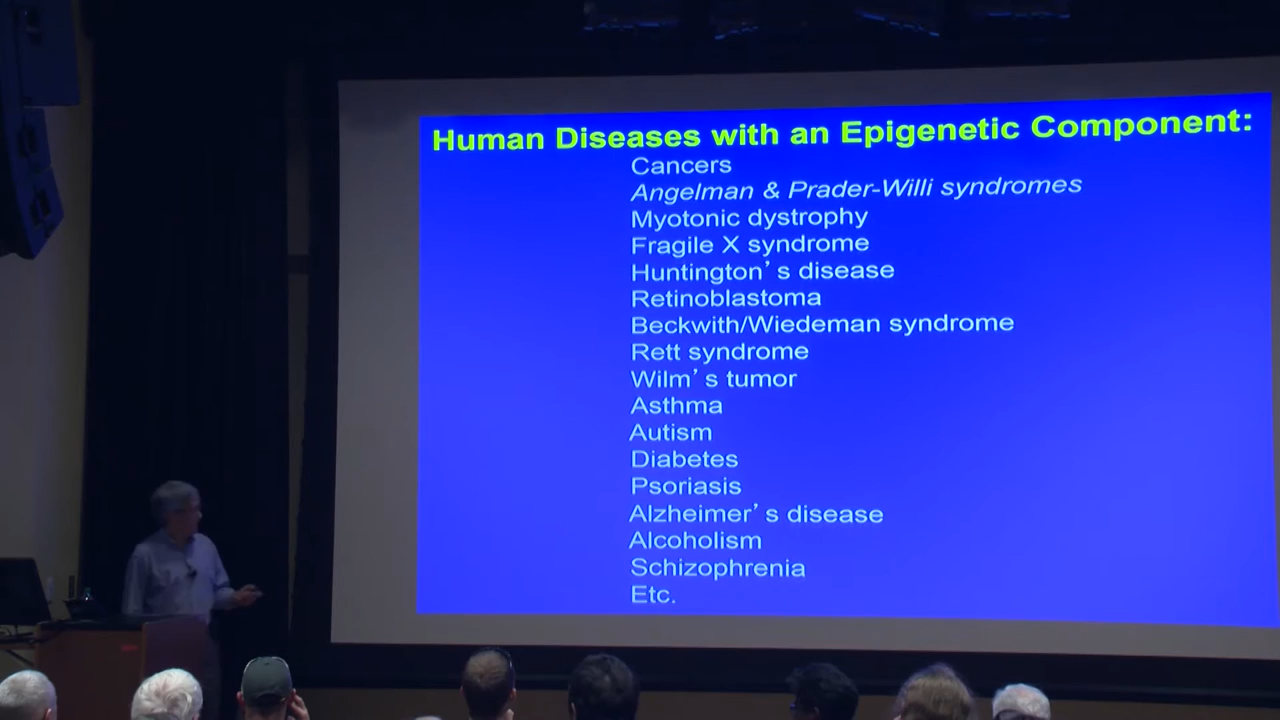 Human Diseases with an Epigenetic Component:
Cancers
Angelman & Prader-Willi syndromes
Myotonic dystrophy
Fragile X syndrome
Huntington's disease
Retinoblastoma
Beckwith/Wiedeman syndrome
Rett syndrome
Wilm's tumor
Asthma
Autism
Diabetes
Psoriasis
Alzheimer's disease
Alcoholism
Schizophrenia
Etc.